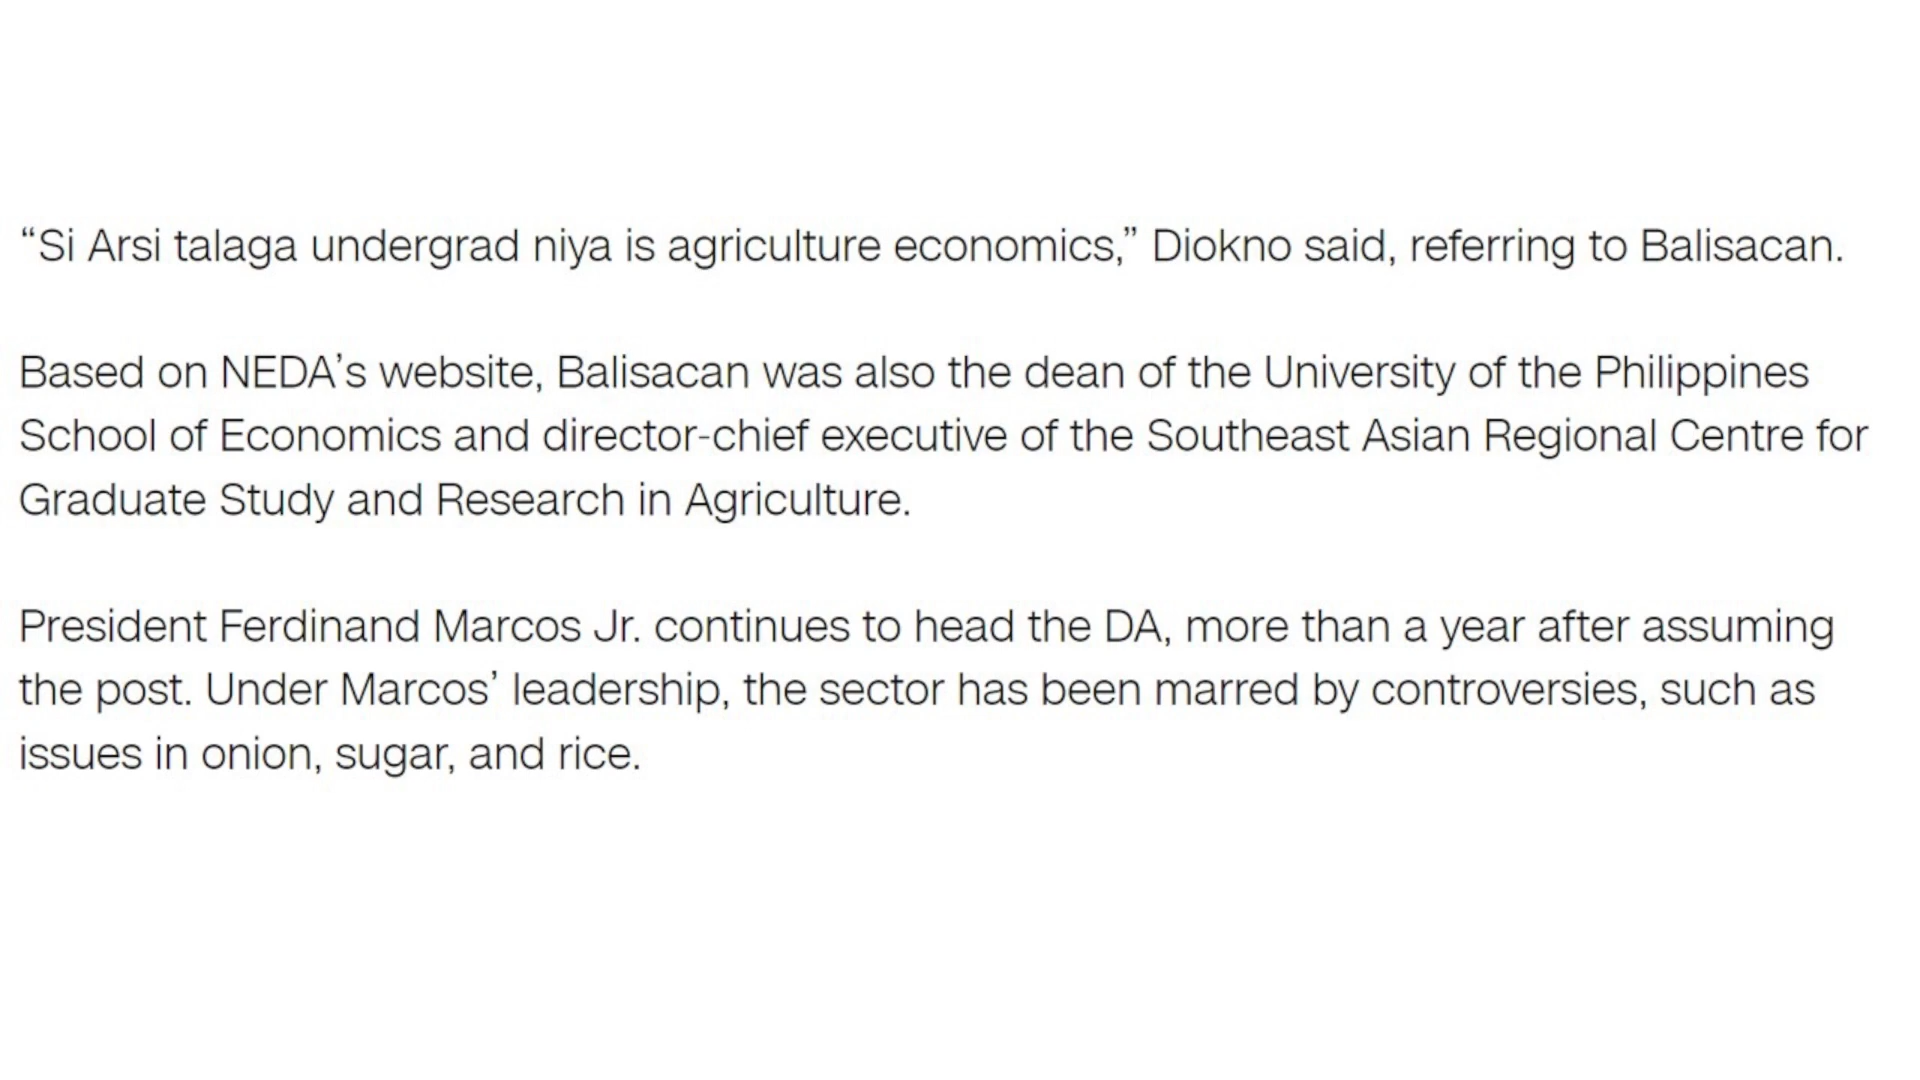 “Si Arsi talaga undergrad niya is agriculture economics,” Diokno said, referring to Balisacan.
Based on NEDA’s website, Balisacan was also the dean of the University of the Philippines
School of Economics and director-chief executive of the Southeast Asian Regional Centre for
Graduate Study and Research in Agriculture.
President Ferdinand Marcos Jr. continues to head the DA, more than a year after assuming
the post. Under Marcos’ leadership, the sector has been marred by controversies, such as
issues in onion, sugar, and rice.